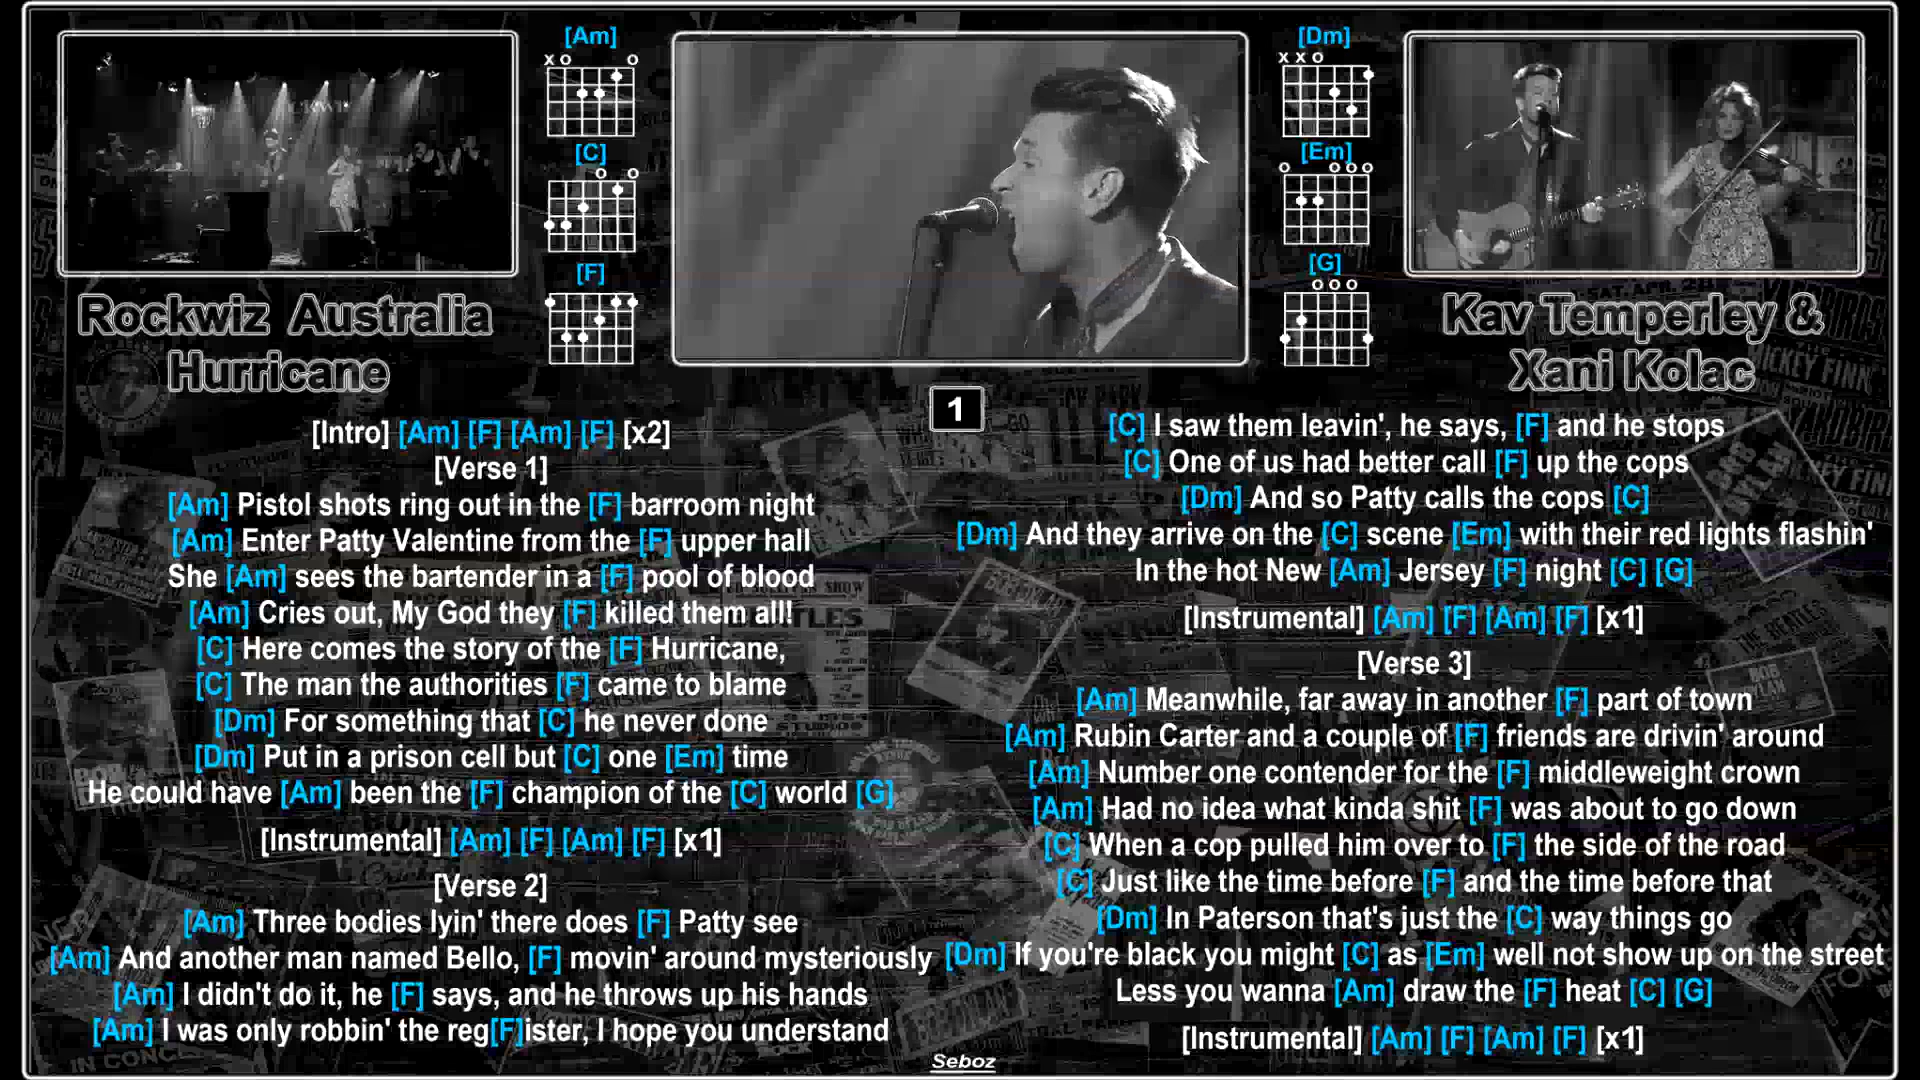 [Am]
x o o
[C]
o o
[F]
[Dm]
x x o
[Em]
o o o o
[G]
o o o
Rockwiz Australia
Hurricane
Kav Temperley &
Xani Kolac
1
[Intro] [Am] [F] [Am] [F] [x2]
[Verse 1]
[Am] Pistol shots ring out in the [F] barroom night
[Am] Enter Patty Valentine from the [F] upper hall
She [Am] sees the bartender in a [F] pool of blood
[Am] Cries out, My God they [F] killed them all!
[C] Here comes the story of the [F] Hurricane,
[C] The man the authorities [F] came to blame
[Dm] For something that [C] he never done
[Dm] Put in a prison cell but [C] one [Em] time
He could have [Am] been the [F] champion of the [C] world [G]
[Instrumental] [Am] [F] [Am] [F] [x1]
[Verse 2]
[Am] Three bodies lyin' there does [F] Patty see
[Am] And another man named Bello, [F] movin' around mysteriously
[Am] I didn't do it, he [F] says, and he throws up his hands
[Am] I was only robbin' the reg[F]ister, I hope you understand
[C] I saw them leavin', he says, [F] and he stops
[C] One of us had better call [F] up the cops
[Dm] And so Patty calls the cops [C]
[Dm] And they arrive on the [C] scene [Em] with their red lights flashin'
In the hot New [Am] Jersey [F] night [C] [G]
[Instrumental] [Am] [F] [Am] [F] [x1]
[Verse 3]
[Am] Meanwhile, far away in another [F] part of town
[Am] Rubin Carter and a couple of [F] friends are drivin' around
[Am] Number one contender for the [F] middleweight crown
[Am] Had no idea what kinda shit [F] was about to go down
[C] When a cop pulled him over to [F] the side of the road
[C] Just like the time before [F] and the time before that
[Dm] In Paterson that's just the [C] way things go
[Dm] If you're black you might [C] as [Em] well not show up on the street
Less you wanna [Am] draw the [F] heat [C] [G]
[Instrumental] [Am] [F] [Am] [F] [x1]
Seboz